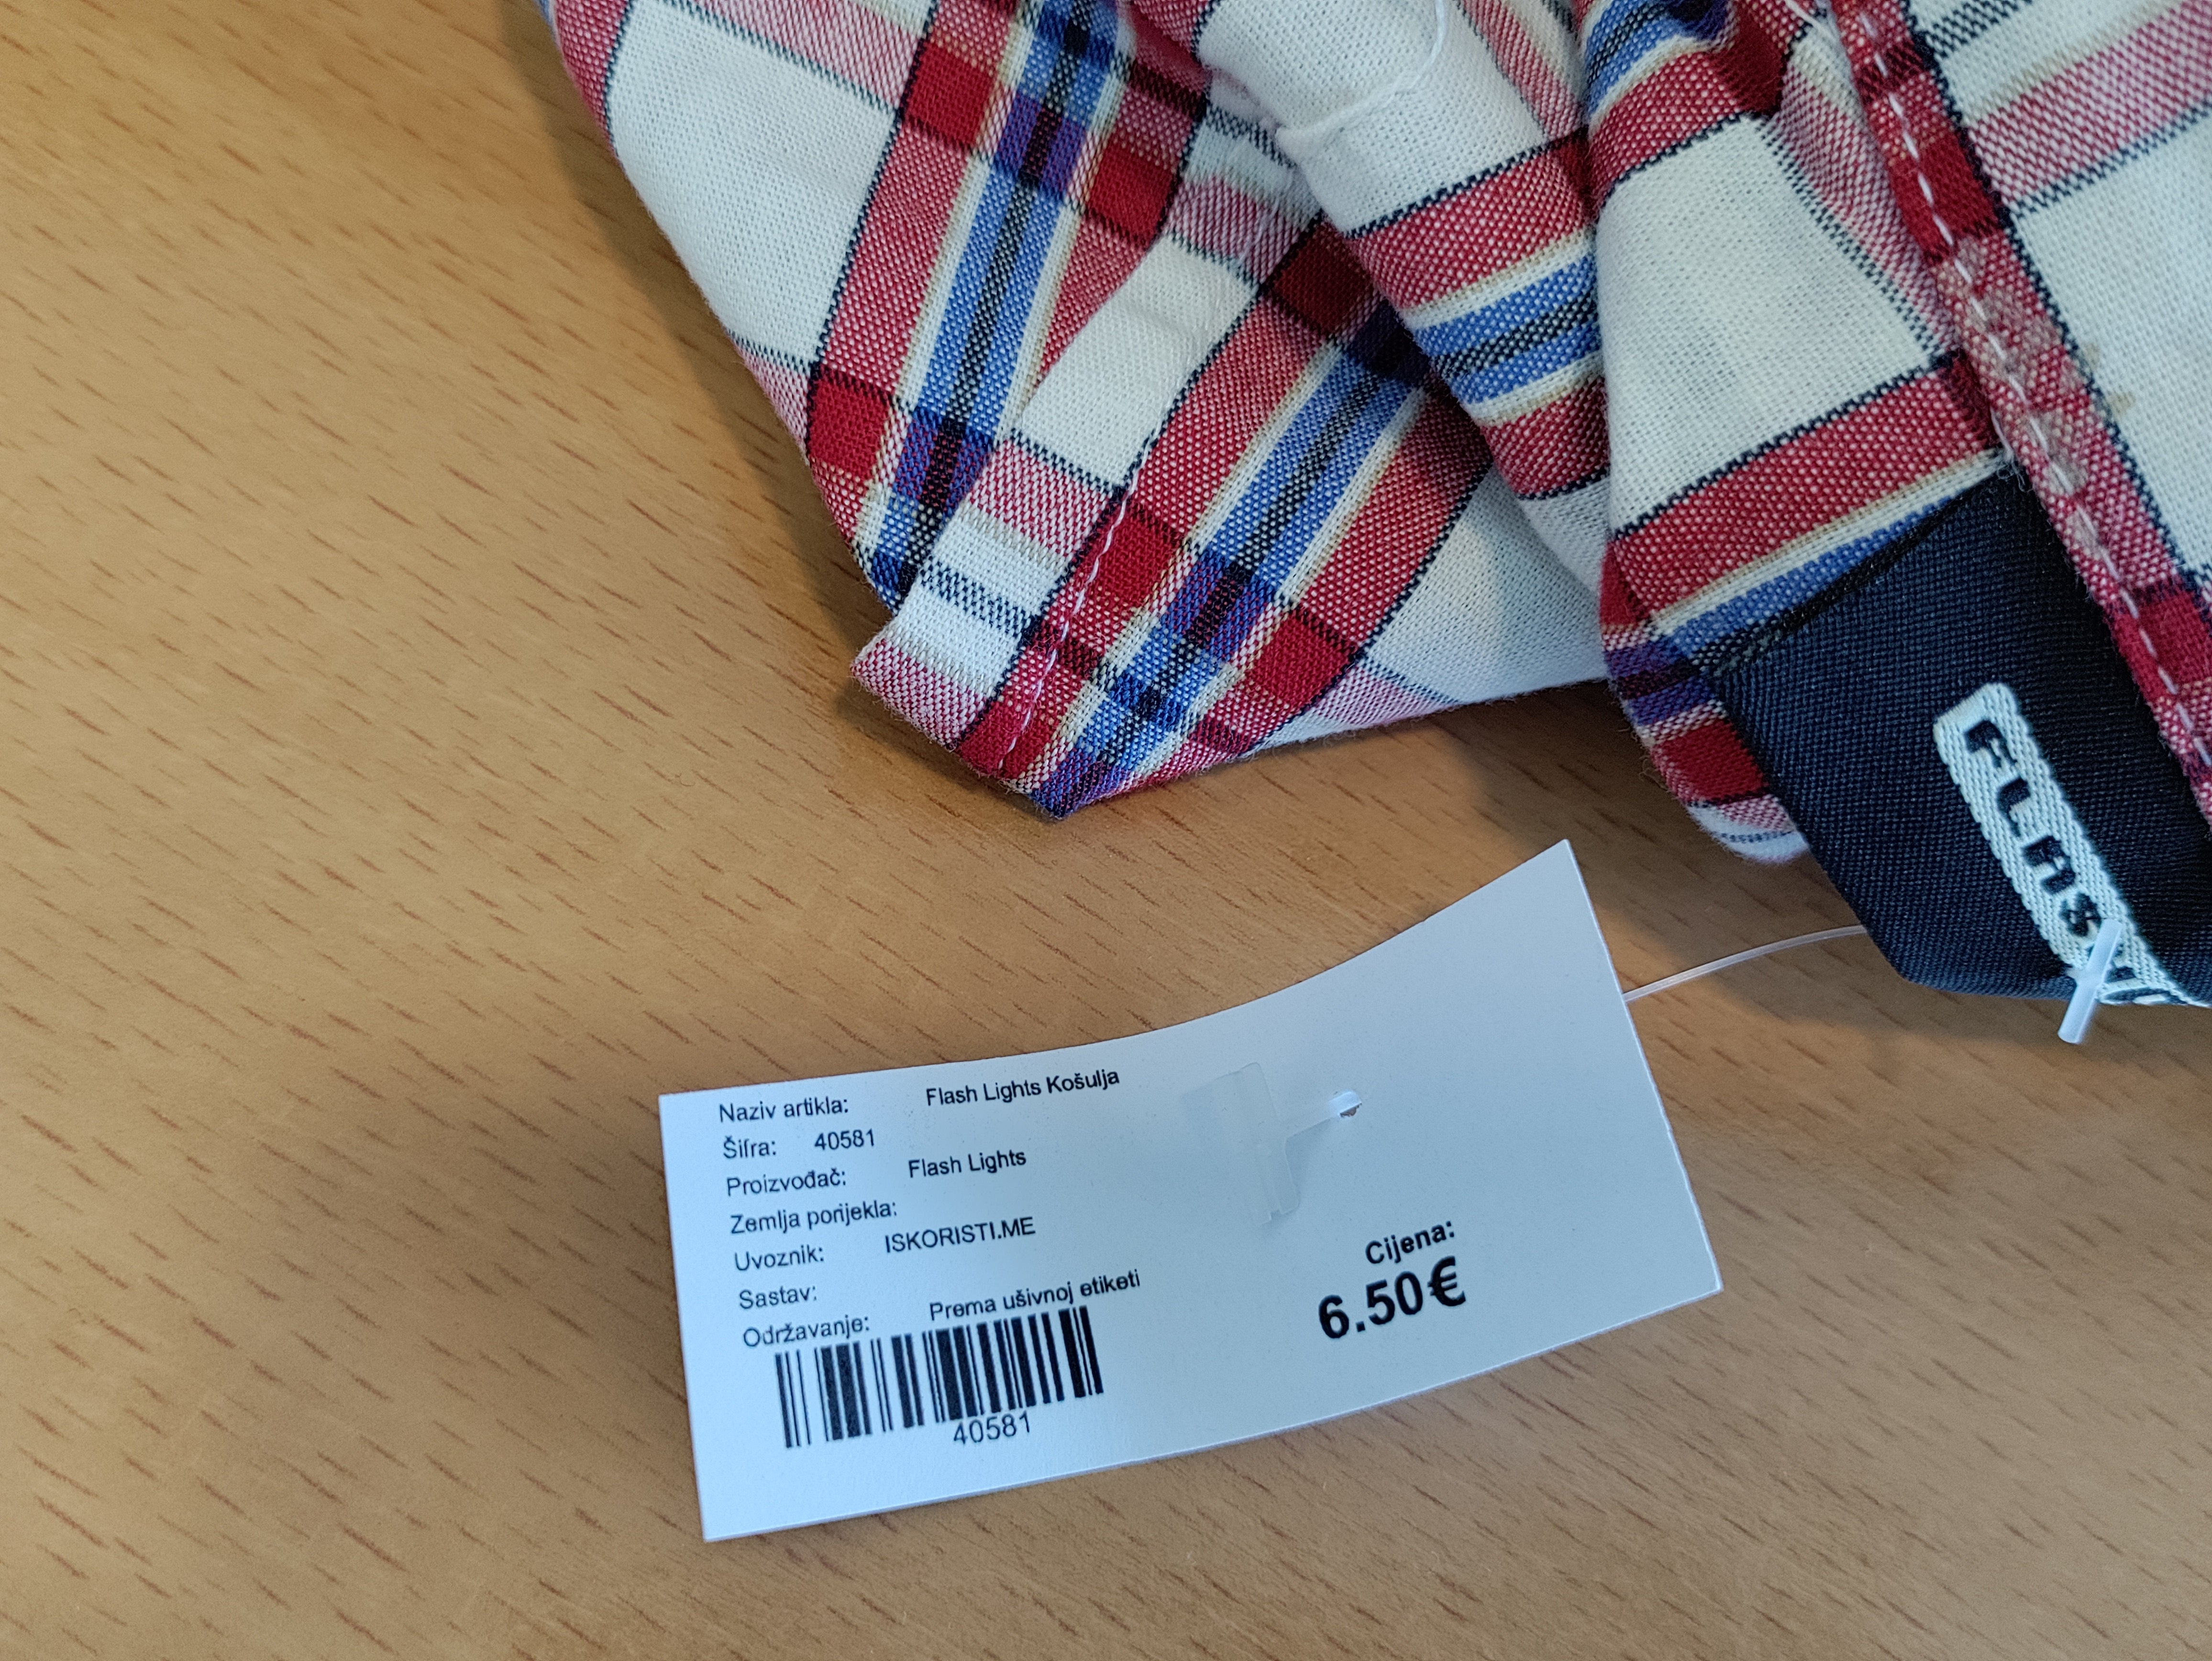 FLASH
Naziv artikla: Flash Lights Košulja
Šifra: 40581
Proizvođač: Flash Lights
Zemlja porijekla:
Uvoznik: ISKORISTI.ME
Sastav:
Održavanje: Prema ušivnoj etiketi
40581
Cijena:
6.50€